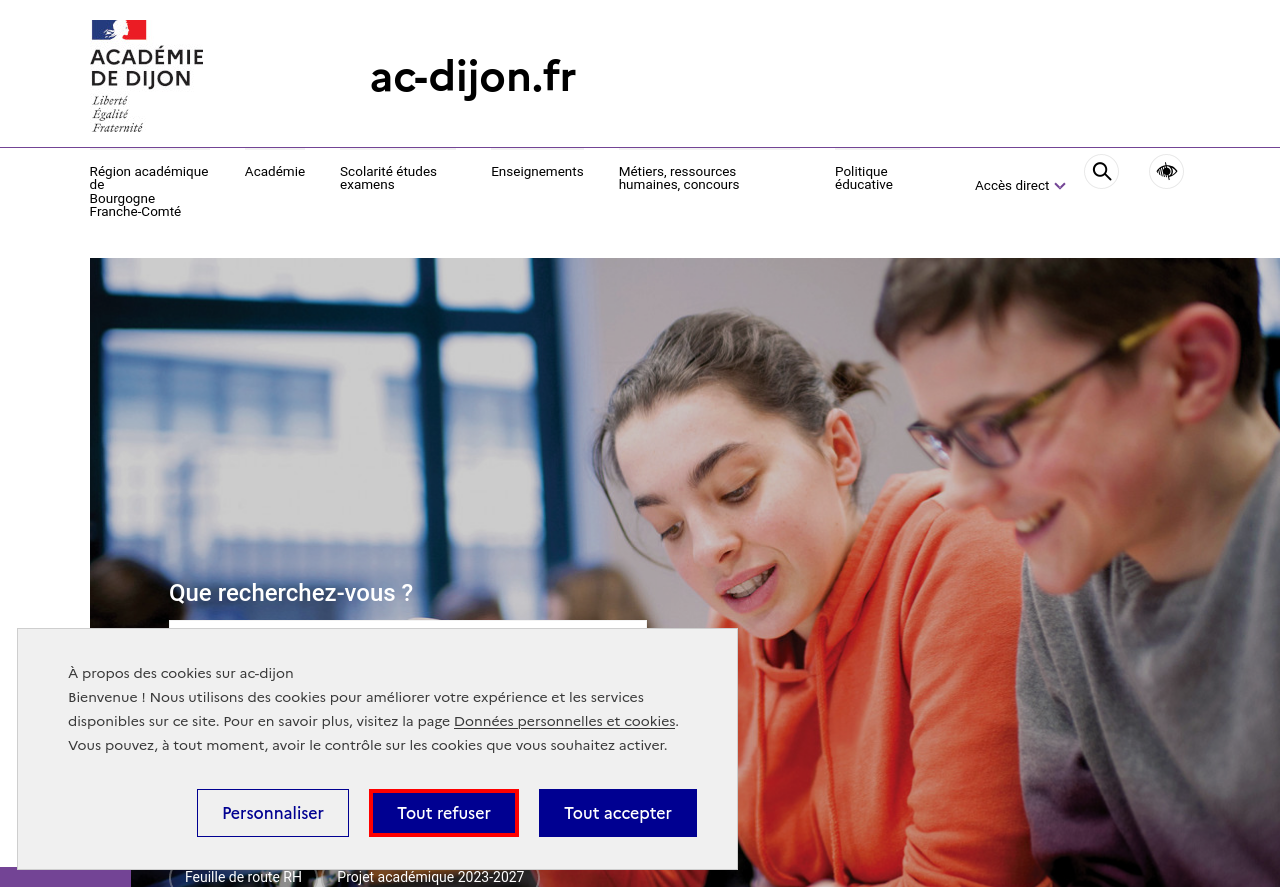 ACADÉMIE
DE DIJON
Liberté
Égalité
Fraternité
ac-dijon.fr
Région académique
de
Bourgogne
Franche-Comté
Académie
Scolarité études
examens
Enseignements
Métiers, ressources
humaines, concours
Politique
éducative
Accès direct
Que recherchez-vous ?
À propos des cookies sur ac-dijon
Bienvenue ! Nous utilisons des cookies pour améliorer votre expérience et les services
disponibles sur ce site. Pour en savoir plus, visitez la page Données personnelles et cookies.
Vous pouvez, à tout moment, avoir le contrôle sur les cookies que vous souhaitez activer.
Personnaliser
Tout refuser
Tout accepter
Feuille de route RH
Projet académique 2023-2027